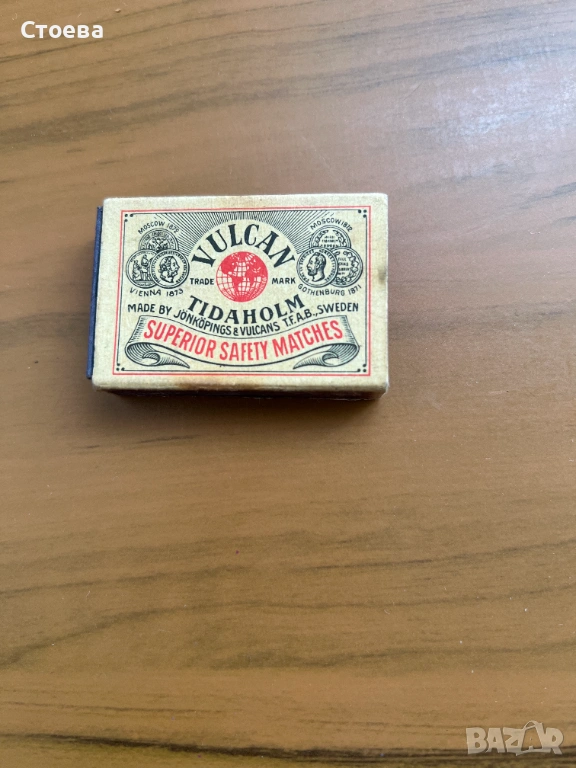 Стоева
MOSCOW 1872
MOSCOW 1872
VULCAN
VIENNA 1873
TRADE MARK
GOTHENBURG 1871
TIDAHOLM
MADE BY JÖNKÖPINGS & VULCANS T.F.A.B., SWEDEN
SUPERIOR SAFETY MATCHES
BAZAR